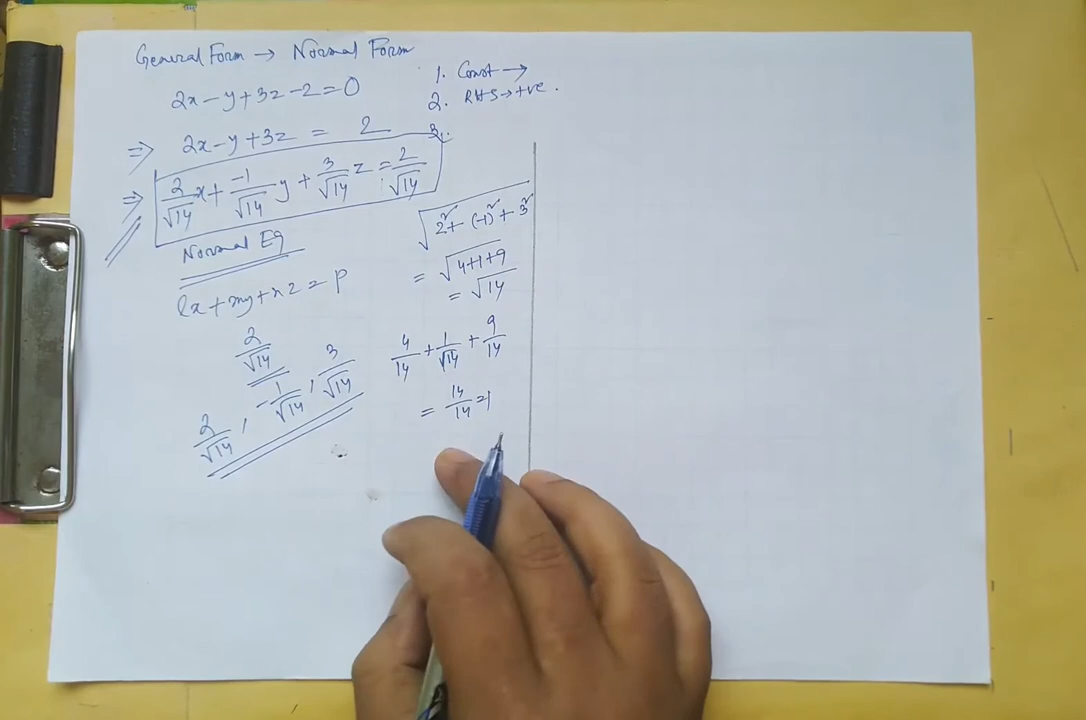 General Form → Normal Form
1. Const →
2. RHS → +ve.
3.
2x - y + 3z - 2 = 0
⇒ 2x - y + 3z = 2
⇒ 2/√14 x + -1/√14 y + 3/√14 z = 2/√14
Normal Eq
lx + my + nz = p
2/√14
2/√14, -1/√14, 3/√14
√2² + (-1)² + 3²
= √4+1+9
= √14
4/14 + 1/√14 + 9/14
= 14/14 = 1